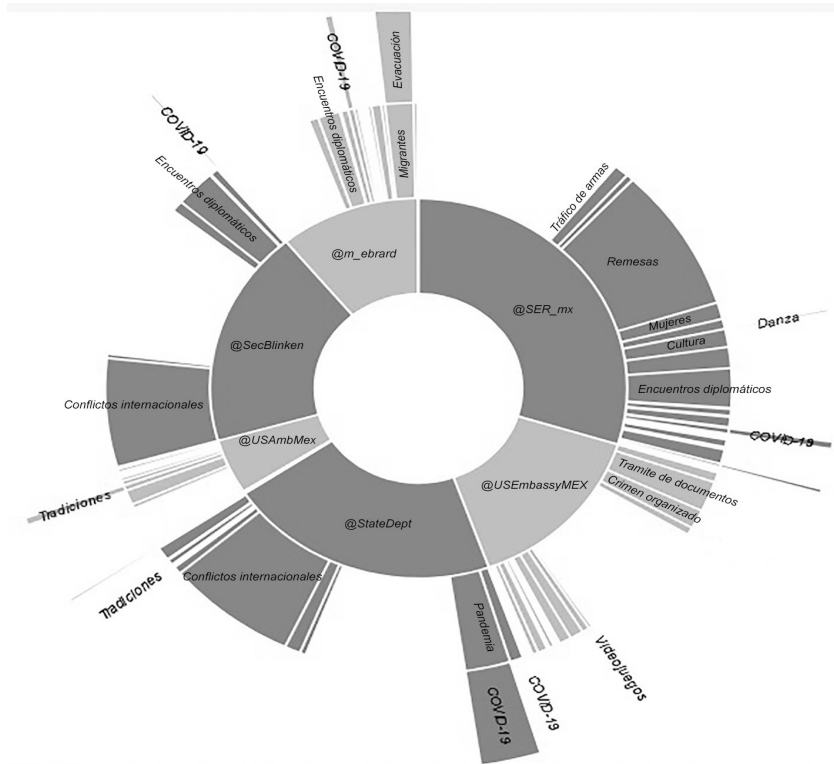 COVID-19
Evacuación
Encuentros diplomáticos
Migrantes
COVID-19
Encuentros diplomáticos
@m_ebrard
Tráfico de armas
Remesas
@SER_mx
Mujeres
Danza
Cultura
@SecBlinken
Encuentros diplomáticos
Conflictos internacionales
@USAmbMex
COVID-19
Tramite de documentos
Crimen organizado
@USEmbassyMEX
Tradiciones
@StateDept
Conflictos internacionales
Tradiciones
Pandemia
Videojuegos
COVID-19
COVID-19